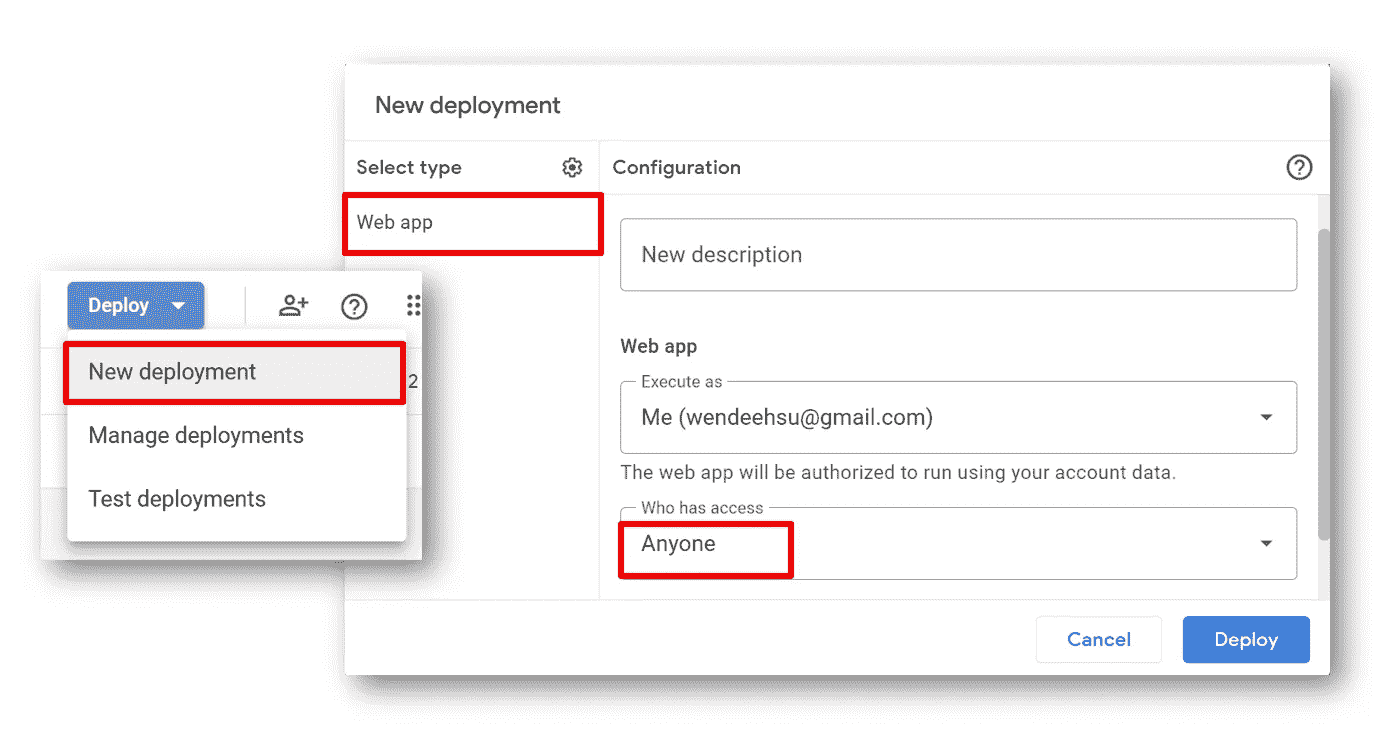 New deployment
Select type
Configuration
Web app
New description
Web app
Execute as
Me (wendeehsu@gmail.com)
The web app will be authorized to run using your account data.
Who has access
Anyone
Cancel
Deploy
Deploy
New deployment
2
Manage deployments
Test deployments